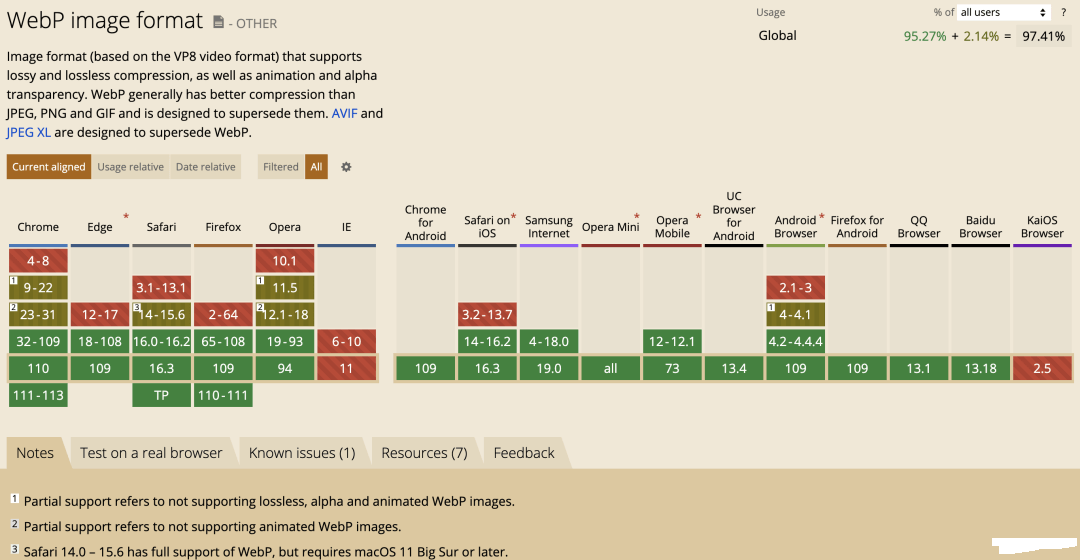 WebP image format - OTHER
Usage % of all users ?
Global 95.27% + 2.14% = 97.41%
Image format (based on the VP8 video format) that supports
lossy and lossless compression, as well as animation and alpha
transparency. WebP generally has better compression than
JPEG, PNG and GIF and is designed to supersede them. AVIF and
JPEG XL are designed to supersede WebP.
Current aligned Usage relative Date relative Filtered All
Chrome Edge * Safari Firefox Opera IE
Chrome for Android Safari on iOS * Samsung Internet Opera Mini * Opera Mobile * UC Browser for Android Android Browser * Firefox for Android QQ Browser Baidu Browser KaiOS Browser
4-8 10.1
1 9-22 3.1-13.1 1 11.5 2.1-3
2 23-31 12-17 3 14-15.6 2-64 2 12.1-18 3.2-13.7 1 4-4.1
32-109 18-108 16.0-16.2 65-108 19-93 6-10 14-16.2 4-18.0 12-12.1 4.2-4.4.4
110 109 16.3 109 94 11 109 16.3 19.0 all 73 13.4 109 109 13.1 13.18 2.5
111-113 TP 110-111
Notes Test on a real browser Known issues (1) Resources (7) Feedback
1 Partial support refers to not supporting lossless, alpha and animated WebP images.
2 Partial support refers to not supporting animated WebP images.
3 Safari 14.0 – 15.6 has full support of WebP, but requires macOS 11 Big Sur or later.